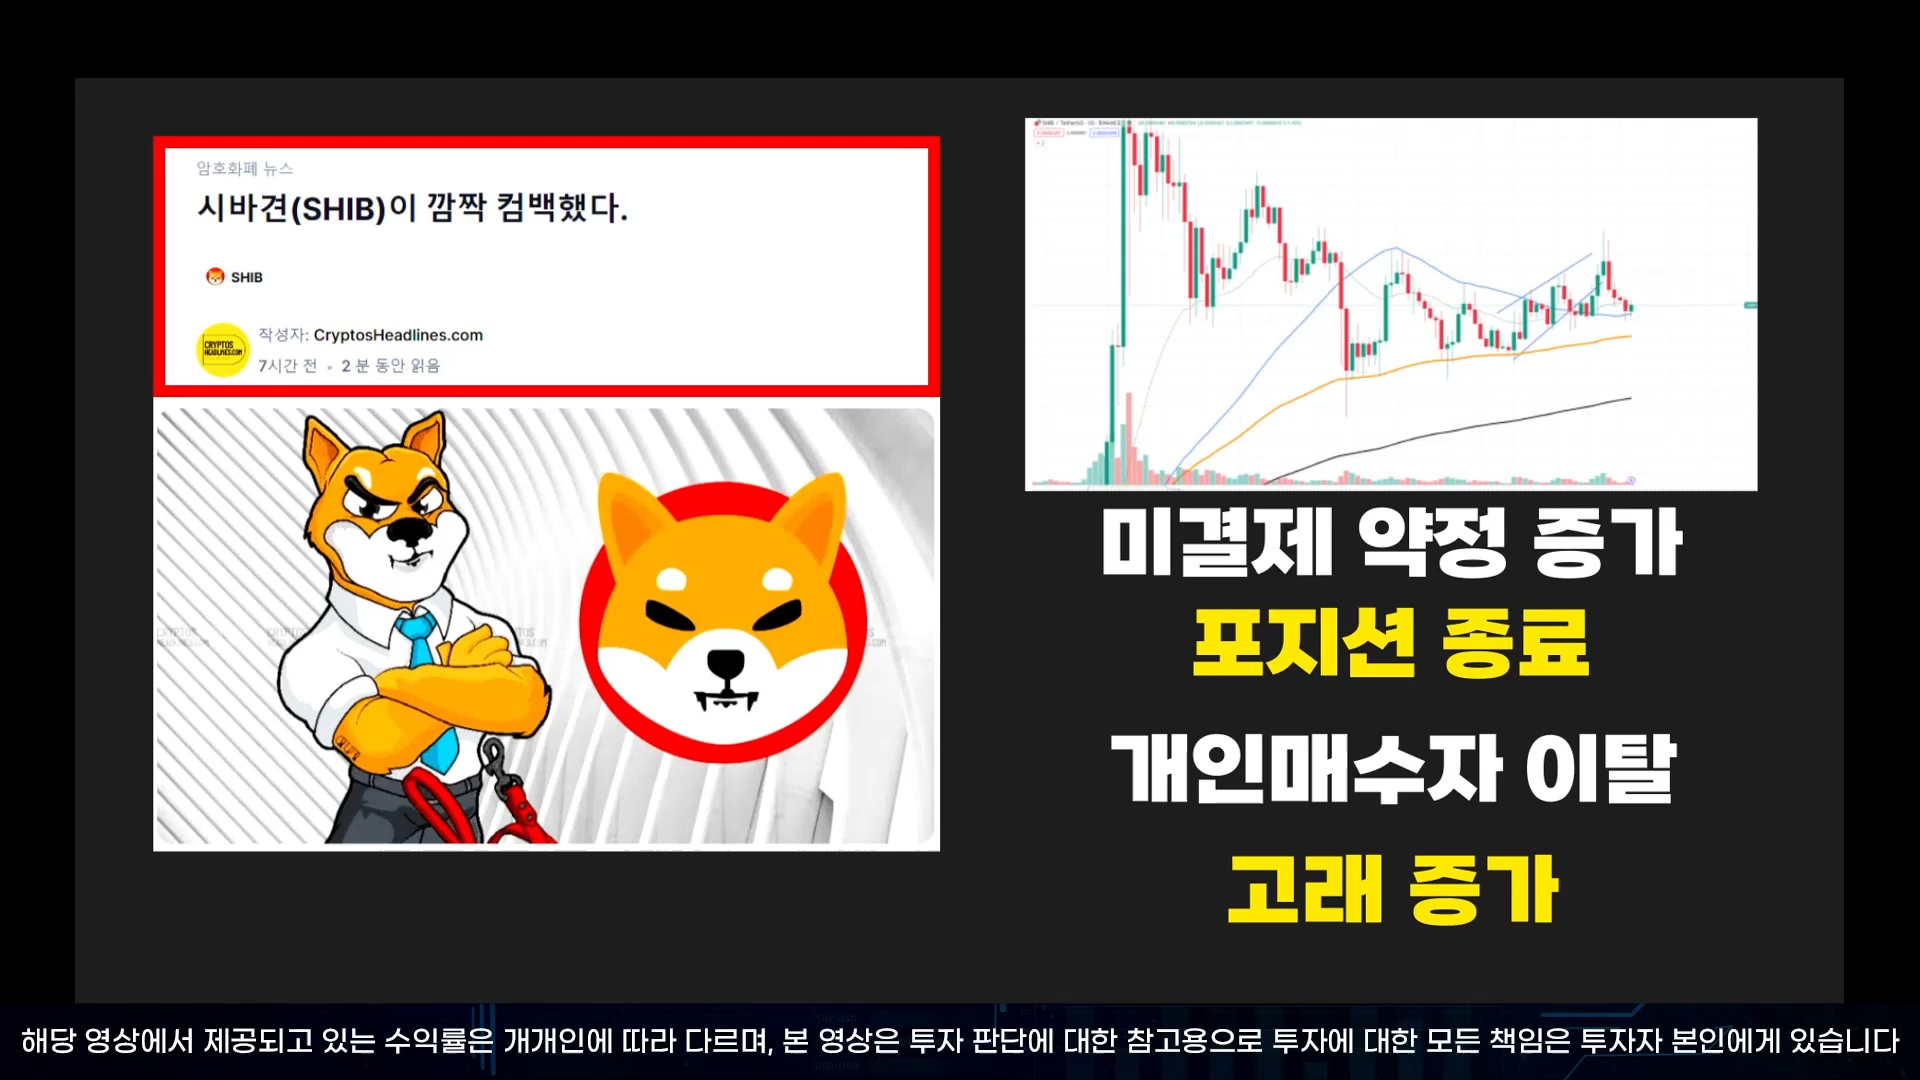 암호화폐 뉴스
시바견(SHIB)이 깜짝 컴백했다.
SHIB
CRYPTOS
HEADLINES.COM
작성자: CryptosHeadlines.com
7시간 전 • 2 분 동안 읽음
미결제 약정 증가
포지션 종료
개인매수자 이탈
고래 증가
해당 영상에서 제공되고 있는 수익률은 개개인에 따라 다르며, 본 영상은 투자 판단에 대한 참고용으로 투자에 대한 모든 책임은 투자자 본인에게 있습니다